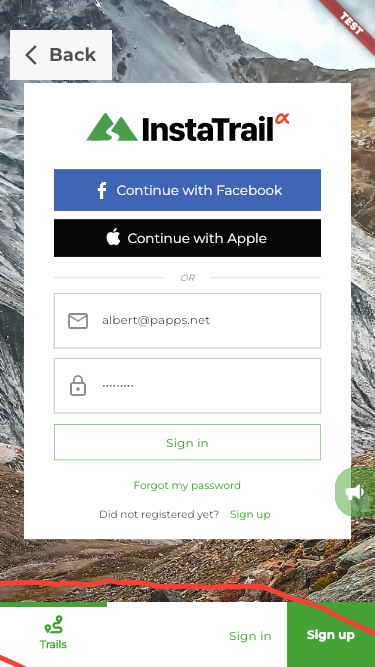 TEST
Back
InstaTrail α
Continue with Facebook
Continue with Apple
OR
albert@papps.net
•••••••••
Sign in
Forgot my password
Did not registered yet? Sign up
Trails
Sign in
Sign up